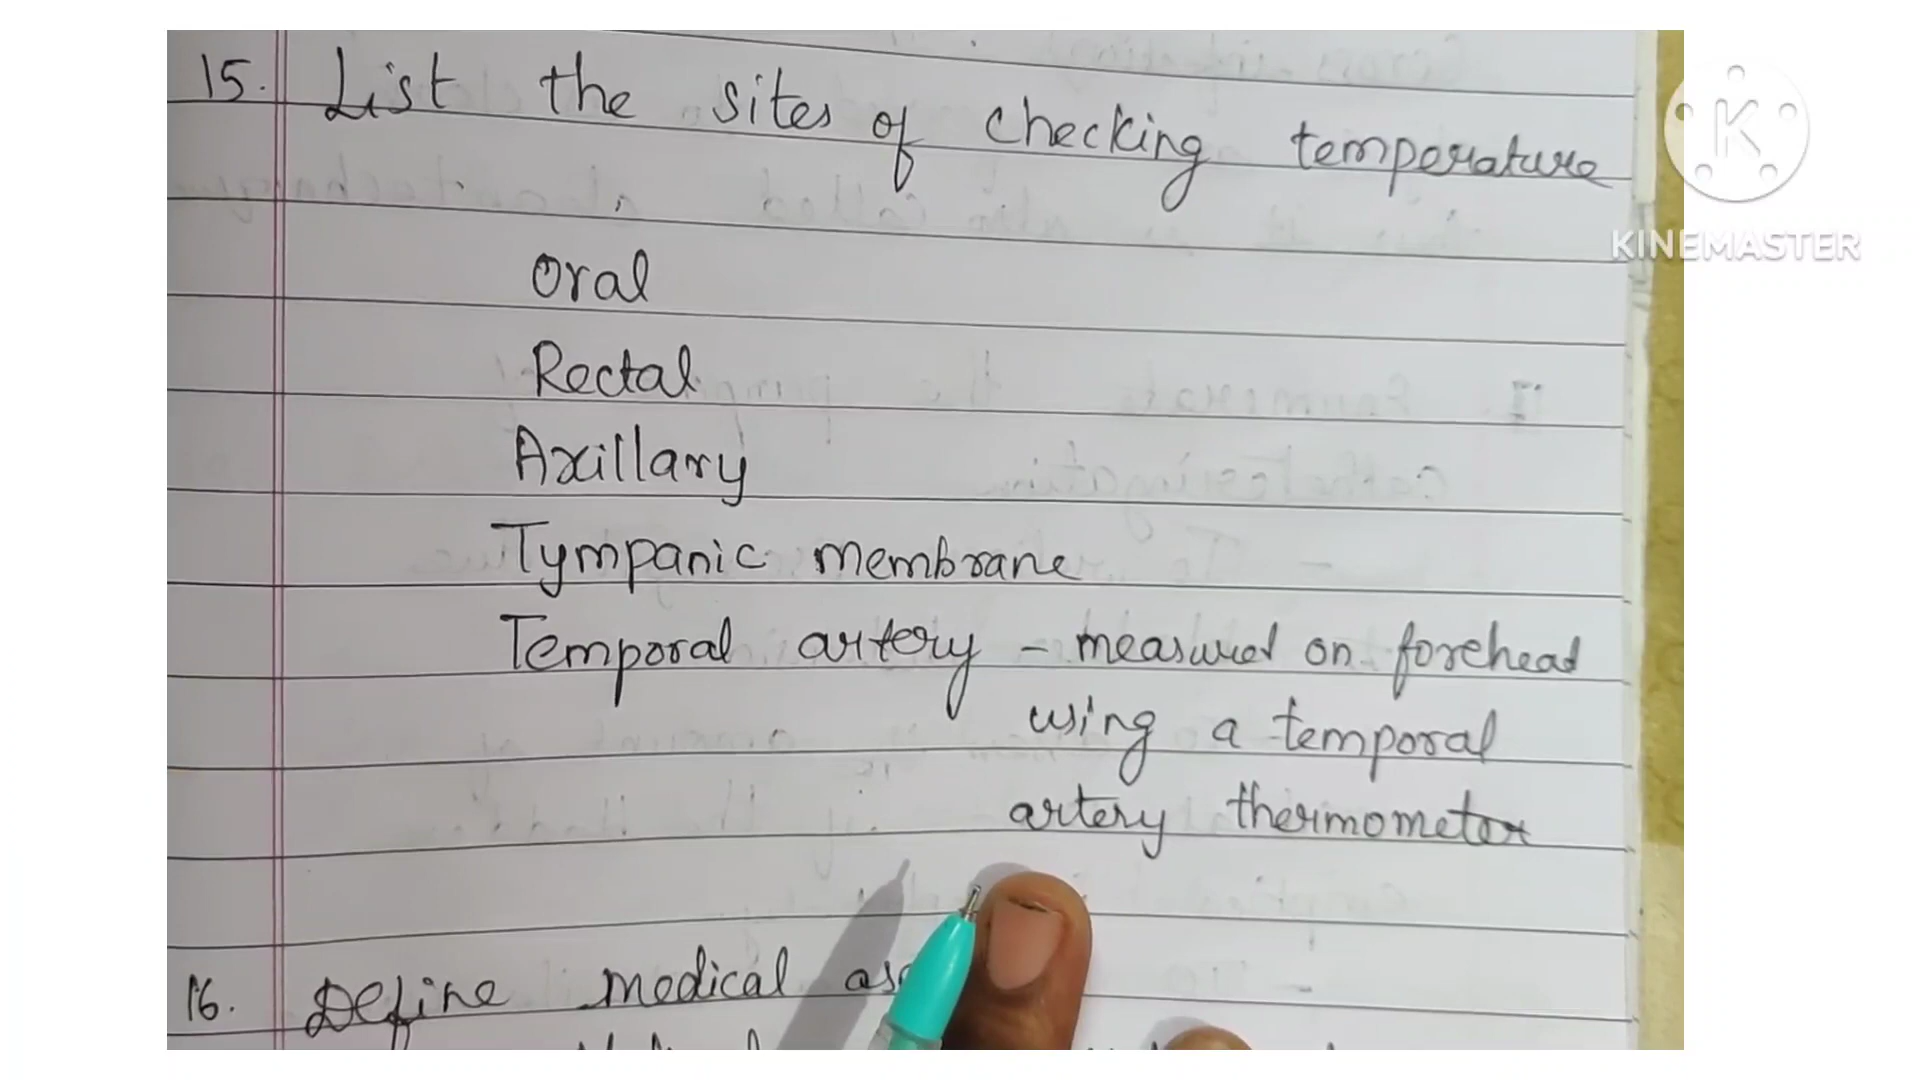 15. List the sites of checking temperature
Oral
Rectal
Axillary
Tympanic membrane
Temporal artery - measured on forehead
using a temporal
artery thermometer
16. Define medical
K
KINEMASTER